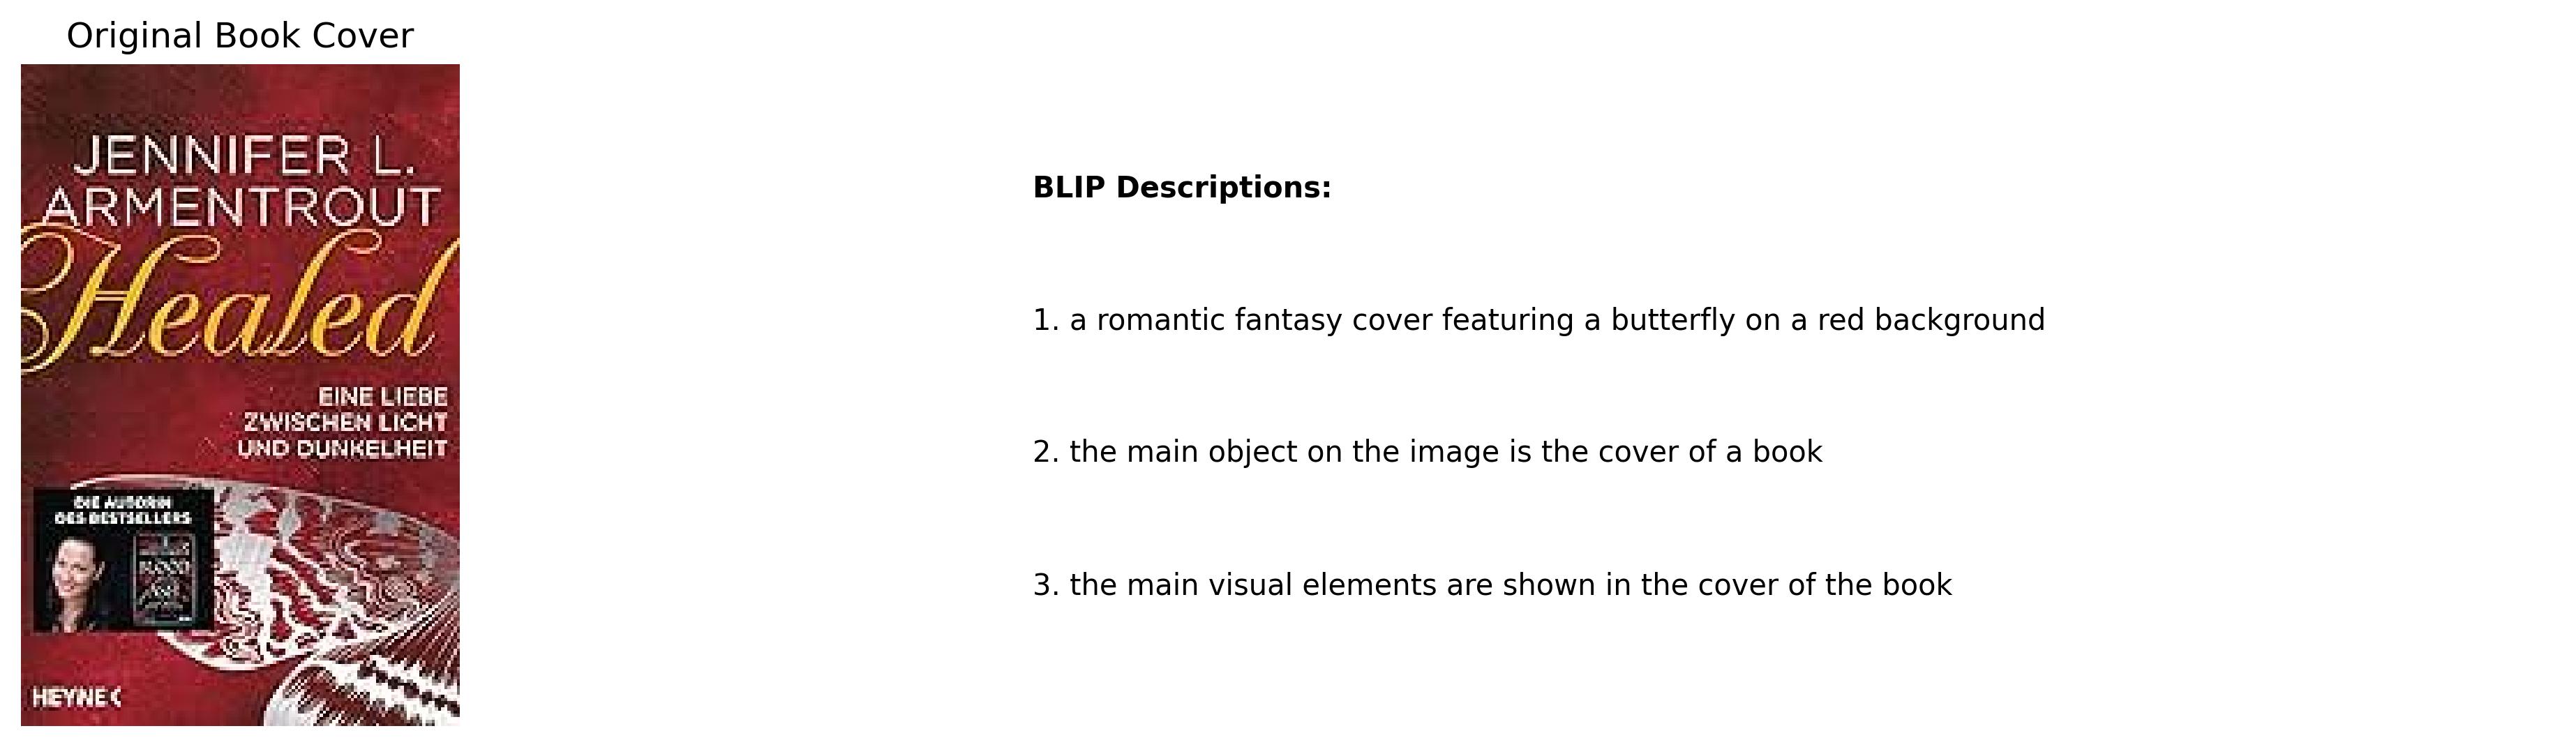 Original Book Cover
JENNIFER L.
ARMENTROUT
Healed
EINE LIEBE
ZWISCHEN LICHT
UND DUNKELHEIT
DIE AUTORIN
DES BESTSELLERS
BLOOD
HEYNE
BLIP Descriptions:
1. a romantic fantasy cover featuring a butterfly on a red background
2. the main object on the image is the cover of a book
3. the main visual elements are shown in the cover of the book